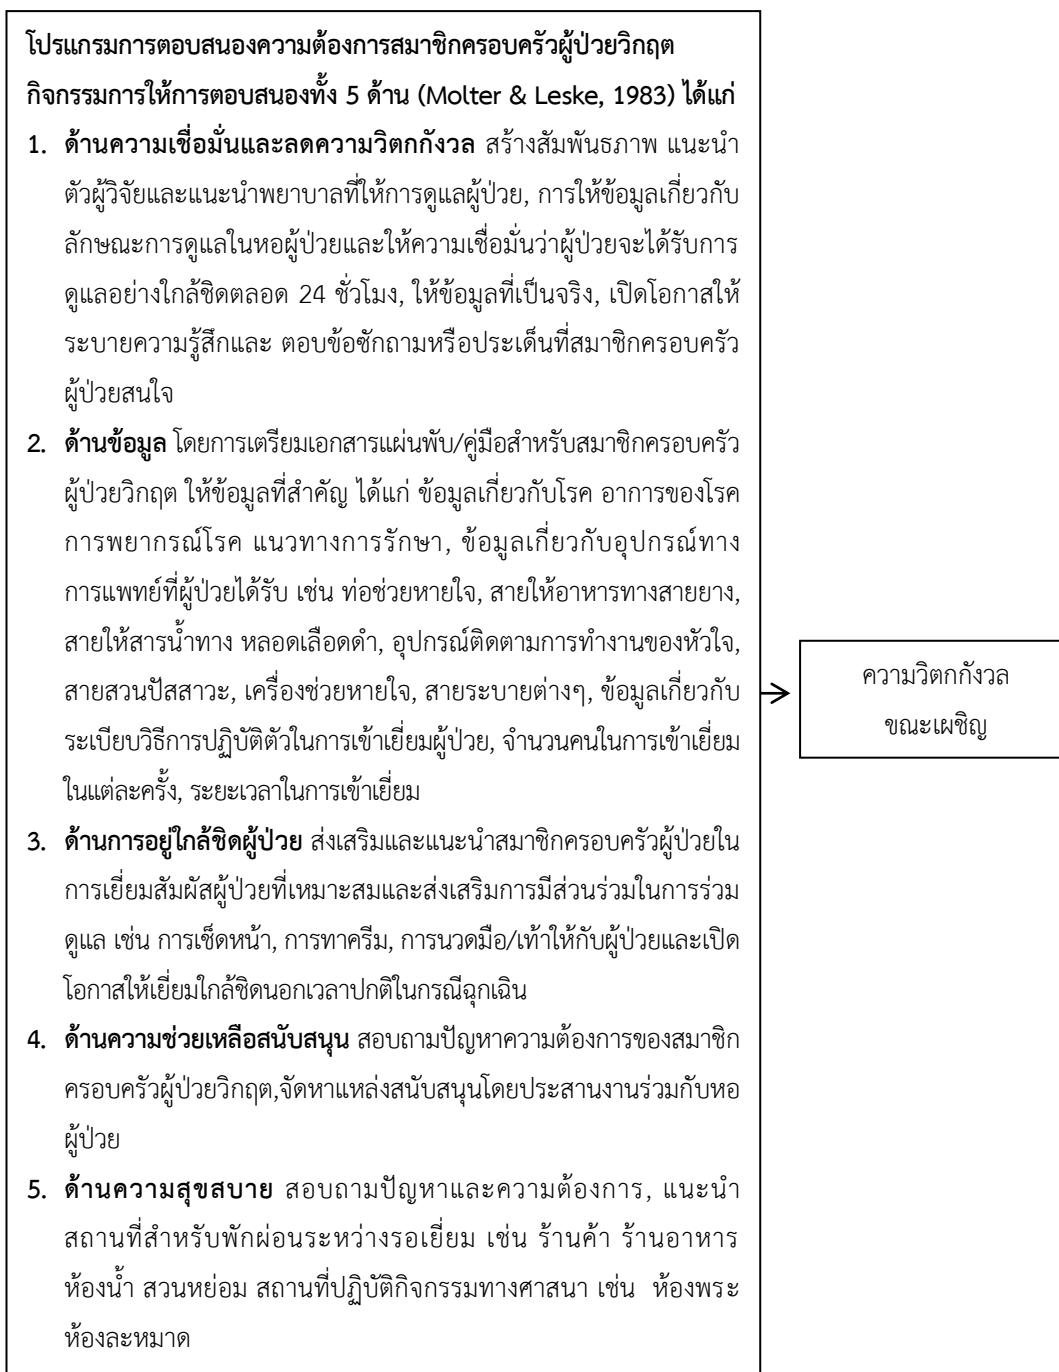 โปรแกรมการตอบสนองความต้องการสมาชิกครอบครัวผู้ป่วยวิกฤต
กิจกรรมการให้การตอบสนองทั้ง 5 ด้าน (Molter & Leske, 1983) ได้แก่
1. ด้านความเชื่อมั่นและลดความวิตกกังวล สร้างสัมพันธภาพ แนะนำ
ตัวผู้วิจัยและแนะนำพยาบาลที่ให้การดูแลผู้ป่วย, การให้ข้อมูลเกี่ยวกับ
ลักษณะการดูแลในหอผู้ป่วยและให้ความเชื่อมั่นว่าผู้ป่วยจะได้รับการ
ดูแลอย่างใกล้ชิดตลอด 24 ชั่วโมง, ให้ข้อมูลที่เป็นจริง, เปิดโอกาสให้
ระบายความรู้สึกและ ตอบข้อซักถามหรือประเด็นที่สมาชิกครอบครัว
ผู้ป่วยสนใจ
2. ด้านข้อมูล โดยการเตรียมเอกสารแผ่นพับ/คู่มือสำหรับสมาชิกครอบครัว
ผู้ป่วยวิกฤต ให้ข้อมูลที่สำคัญ ได้แก่ ข้อมูลเกี่ยวกับโรค อาการของโรค
การพยากรณ์โรค แนวทางการรักษา, ข้อมูลเกี่ยวกับอุปกรณ์ทาง
การแพทย์ที่ผู้ป่วยได้รับ เช่น ท่อช่วยหายใจ, สายให้อาหารทางสายยาง,
สายให้สารน้ำทาง หลอดเลือดดำ, อุปกรณ์ติดตามการทำงานของหัวใจ,
สายสวนปัสสาวะ, เครื่องช่วยหายใจ, สายระบายต่างๆ, ข้อมูลเกี่ยวกับ
ระเบียบวิธีการปฏิบัติตัวในการเข้าเยี่ยมผู้ป่วย, จำนวนคนในการเข้าเยี่ยม
ในแต่ละครั้ง, ระยะเวลาในการเข้าเยี่ยม
3. ด้านการอยู่ใกล้ชิดผู้ป่วย ส่งเสริมและแนะนำสมาชิกครอบครัวผู้ป่วยใน
การเยี่ยมสัมผัสผู้ป่วยที่เหมาะสมและส่งเสริมการมีส่วนร่วมในการร่วม
ดูแล เช่น การเช็ดหน้า, การทาครีม, การนวดมือ/เท้าให้กับผู้ป่วยและเปิด
โอกาสให้เยี่ยมใกล้ชิดนอกเวลาปกติในกรณีฉุกเฉิน
4. ด้านความช่วยเหลือสนับสนุน สอบถามปัญหาความต้องการของสมาชิก
ครอบครัวผู้ป่วยวิกฤต,จัดหาแหล่งสนับสนุนโดยประสานงานร่วมกับหอ
ผู้ป่วย
5. ด้านความสุขสบาย สอบถามปัญหาและความต้องการ, แนะนำ
สถานที่สำหรับพักผ่อนระหว่างรอเยี่ยม เช่น ร้านค้า ร้านอาหาร
ห้องน้ำ สวนหย่อม สถานที่ปฏิบัติกิจกรรมทางศาสนา เช่น ห้องพระ
ห้องละหมาด
ความวิตกกังวล
ขณะเผชิญ